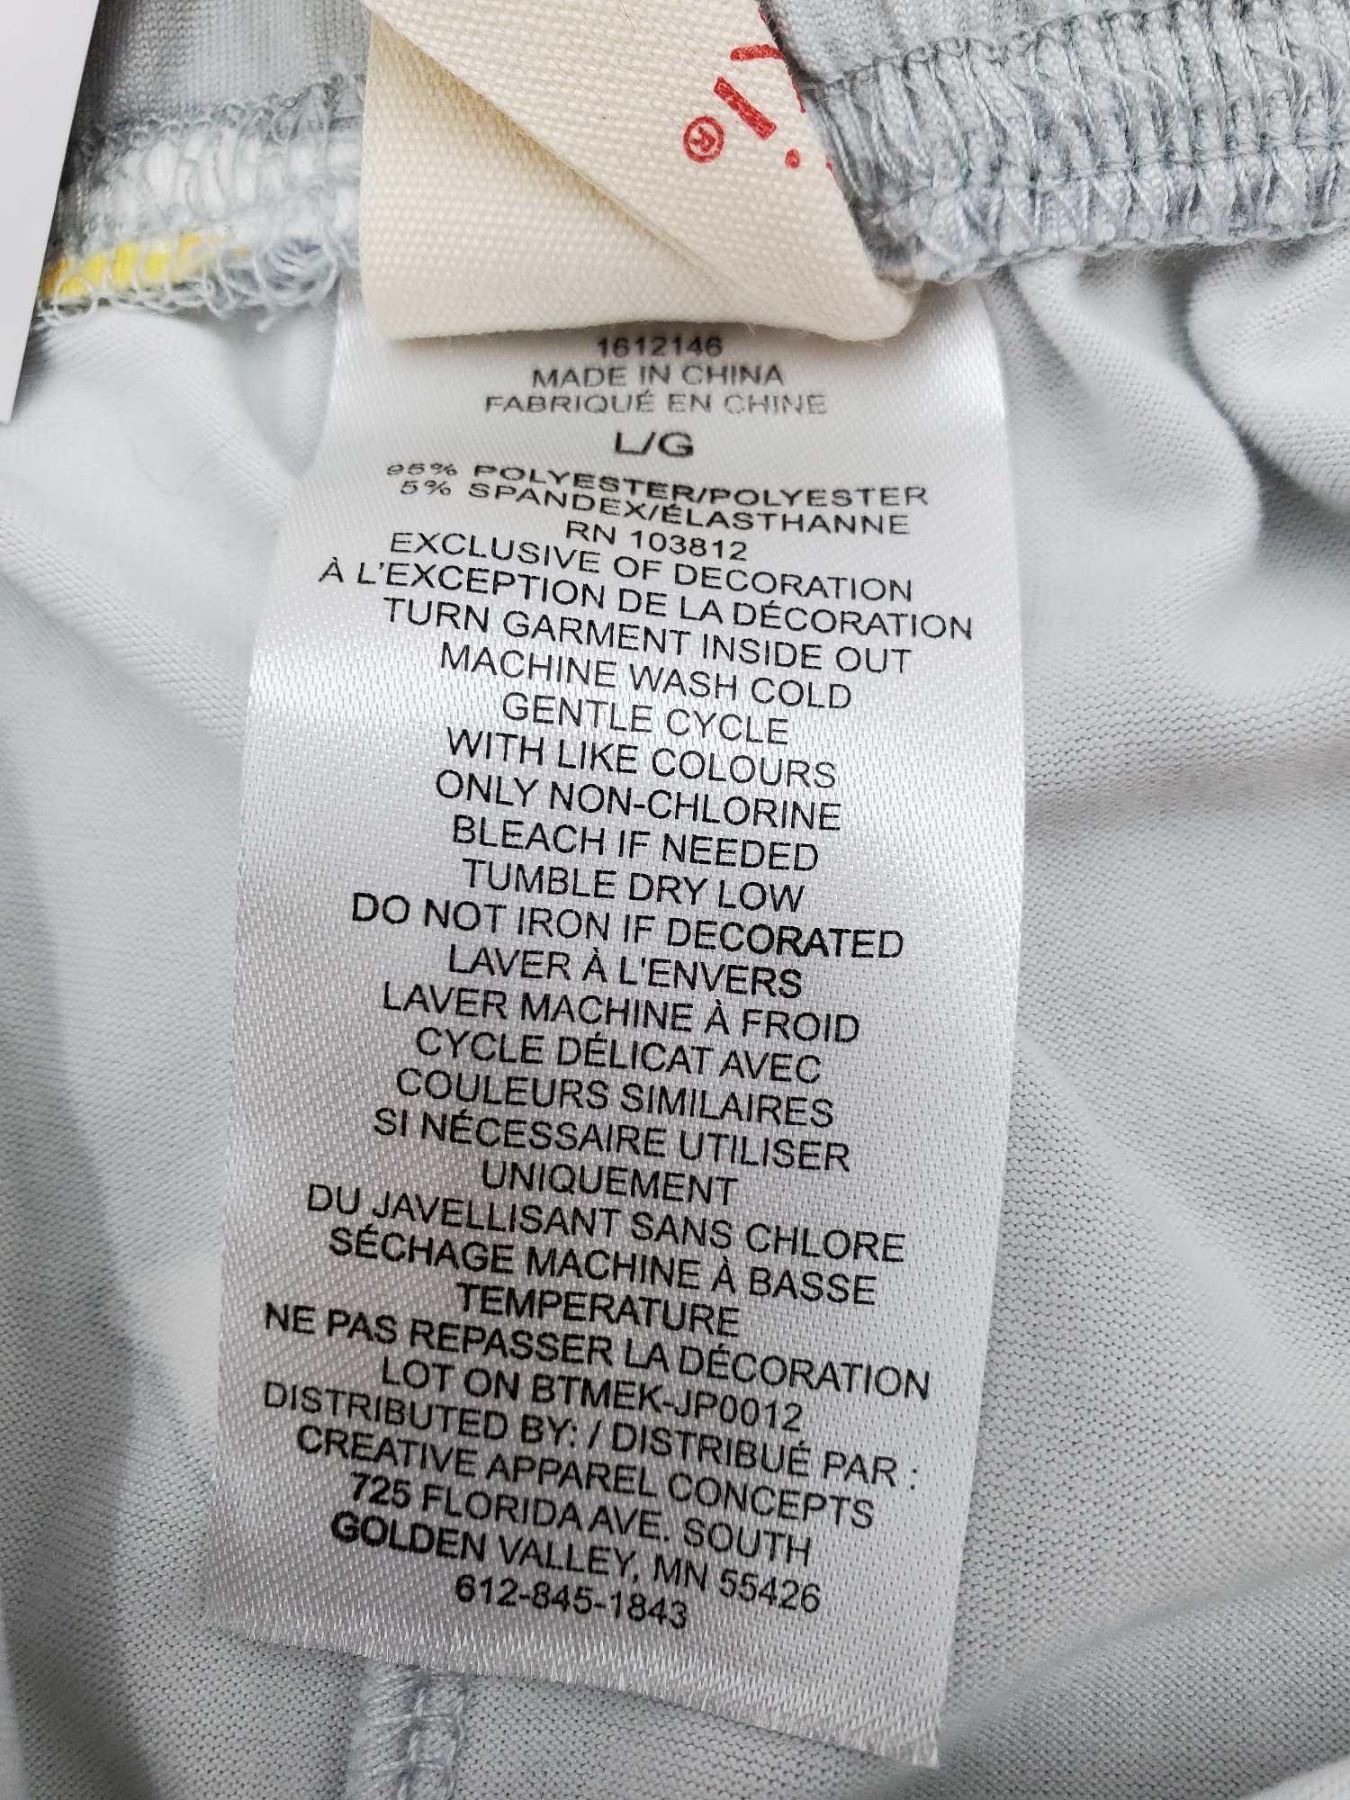 ®
1612146
MADE IN CHINA
FABRIQUÉ EN CHINE
L/G
95% POLYESTER/POLYESTER
5% SPANDEX/ÉLASTHANNE
RN 103812
EXCLUSIVE OF DECORATION
À L'EXCEPTION DE LA DÉCORATION
TURN GARMENT INSIDE OUT
MACHINE WASH COLD
GENTLE CYCLE
WITH LIKE COLOURS
ONLY NON-CHLORINE
BLEACH IF NEEDED
TUMBLE DRY LOW
DO NOT IRON IF DECORATED
LAVER À L'ENVERS
LAVER MACHINE À FROID
CYCLE DÉLICAT AVEC
COULEURS SIMILAIRES
SI NÉCESSAIRE UTILISER
UNIQUEMENT
DU JAVELLISANT SANS CHLORE
SÉCHAGE MACHINE À BASSE
TEMPERATURE
NE PAS REPASSER LA DÉCORATION
LOT ON BTMEK-JP0012
DISTRIBUTED BY: / DISTRIBUÉ PAR :
CREATIVE APPAREL CONCEPTS
725 FLORIDA AVE. SOUTH
GOLDEN VALLEY, MN 55426
612-845-1843